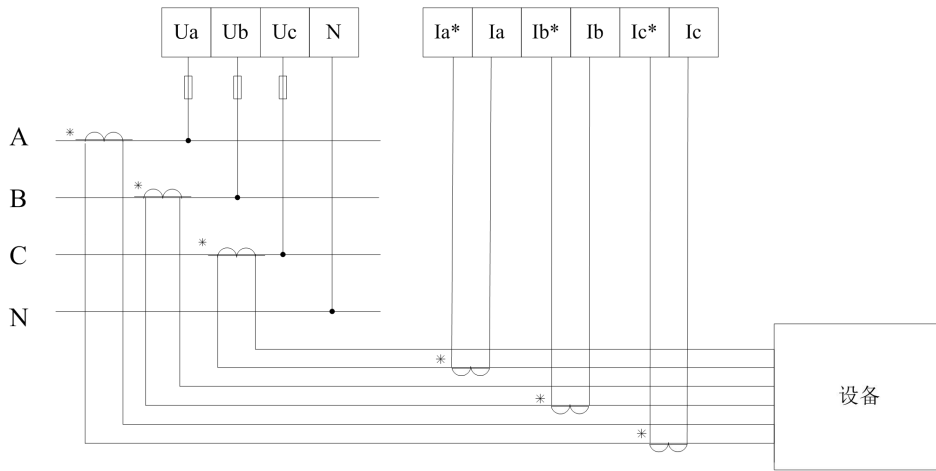 Ua Ub Uc N Ia* Ia Ib* Ib Ic* Ic
* A
* B
* C
N
*
*
*
设备